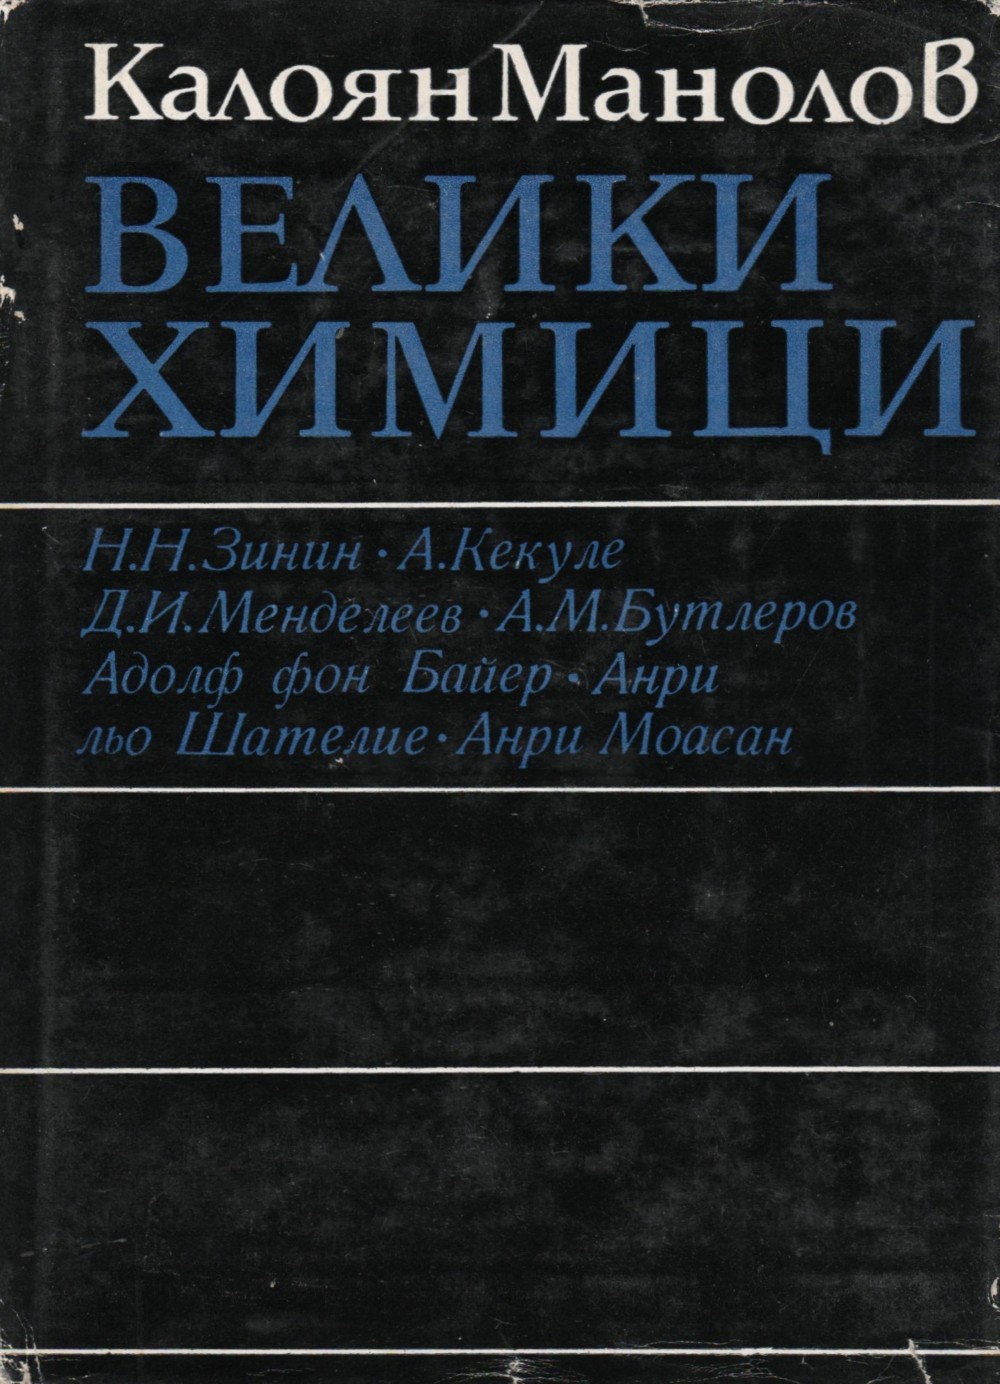 Калоян Манолов
ВЕЛИКИ
ХИМИЦИ
Н.Н.Зинин · А.Кекуле
Д.И.Менделеев · А.М.Бутлеров
Адолф фон Байер · Анри
льо Шателие · Анри Моасан